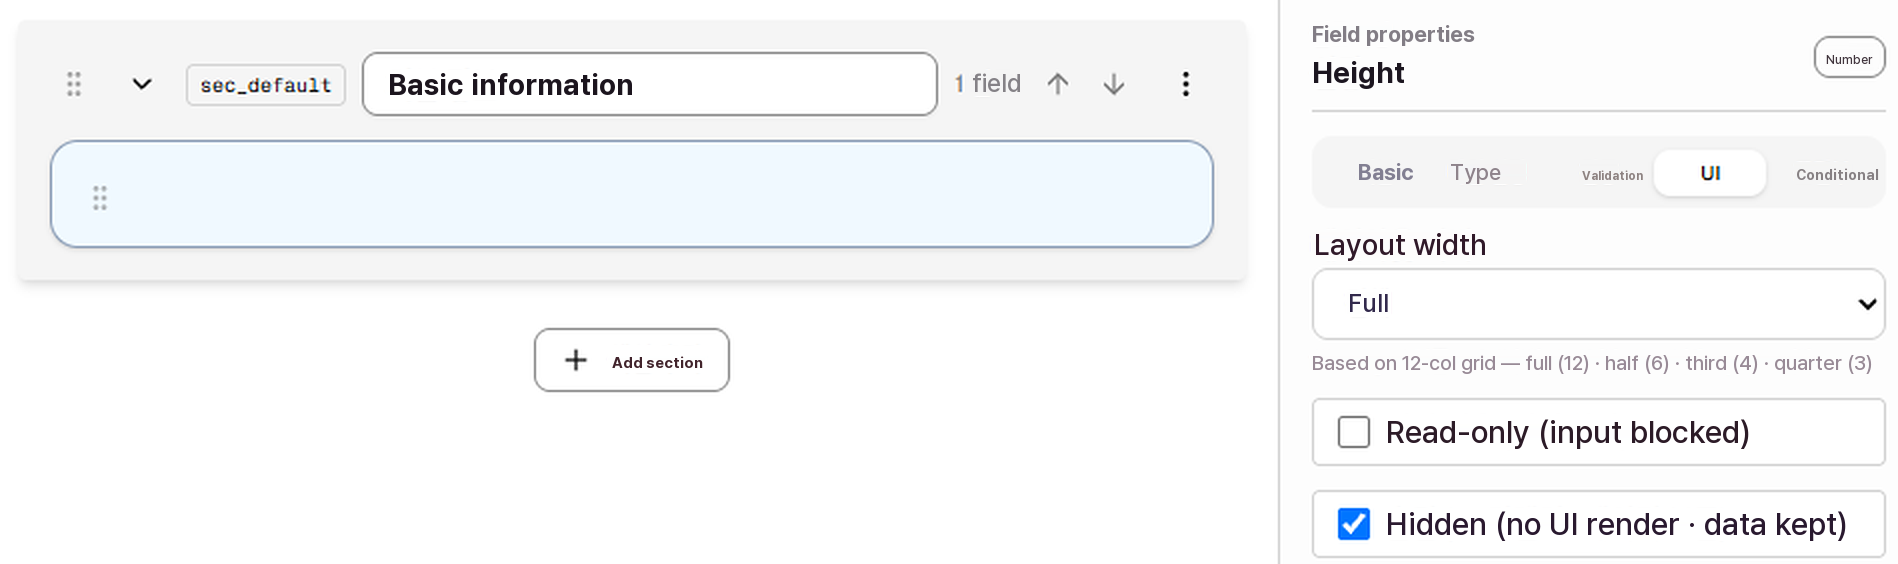 sec_default
Basic information
1 field
Add section
Field properties
Height
Number
Basic
Type
Validation
UI
Conditional
Layout width
Full
Based on 12-col grid — full (12) · half (6) · third (4) · quarter (3)
Read-only (input blocked)
Hidden (no UI render · data kept)